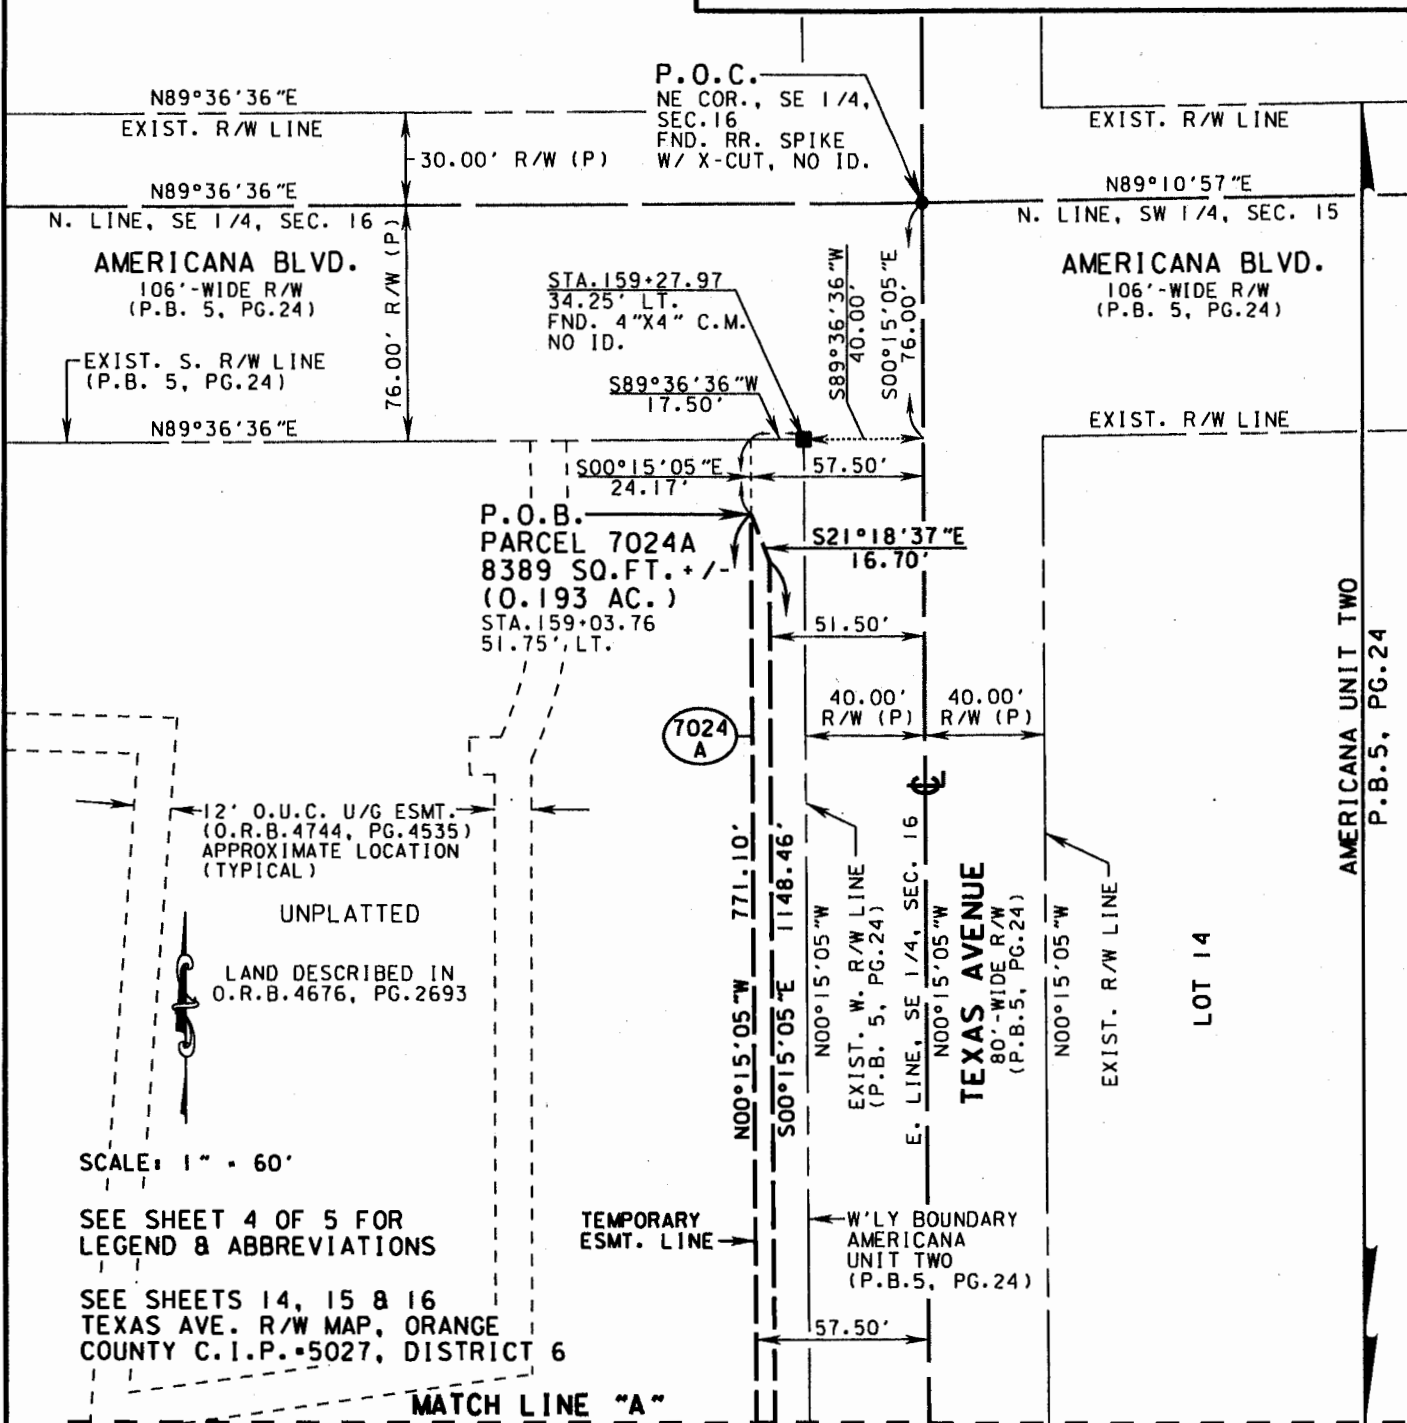 P.O.C.
NE COR., SE 1/4,
SEC.16
FND. RR. SPIKE
W/ X-CUT, NO ID.
N89°36'36"E
EXIST. R/W LINE
30.00' R/W (P)
EXIST. R/W LINE
N89°36'36"E
N. LINE, SE 1/4, SEC. 16
N89°10'57"E
N. LINE, SW 1/4, SEC. 15
AMERICANA BLVD.
106'-WIDE R/W
(P.B. 5, PG.24)
76.00' R/W (P)
STA.159+27.97
34.25' LT.
FND. 4"X4" C.M.
NO ID.
S89°36'36"W
40.00'
S00°15'05"E
76.00'
AMERICANA BLVD.
106'-WIDE R/W
(P.B. 5, PG.24)
EXIST. S. R/W LINE
(P.B. 5, PG.24)
N89°36'36"E
S89°36'36"W
17.50'
EXIST. R/W LINE
S00°15'05"E
24.17'
57.50'
P.O.B.
PARCEL 7024A
8389 SQ.FT.+/-
(0.193 AC.)
STA.159+03.76
51.75' LT.
S21°18'37"E
16.70'
51.50'
40.00'
R/W (P)
40.00'
R/W (P)
7024
A
AMERICANA UNIT TWO
P.B.5, PG.24
12' O.U.C. U/G ESMT.
(O.R.B.4744, PG.4535)
APPROXIMATE LOCATION
(TYPICAL)
UNPLATTED
LAND DESCRIBED IN
O.R.B.4676, PG.2693
N00°15'05"W 771.10'
S00°15'05"E 1148.46'
N00°15'05"W
EXIST. W. R/W LINE
(P.B. 5, PG.24)
E. LINE, SE 1/4, SEC. 16
N00°15'05"W
TEXAS AVENUE
80'-WIDE R/W
(P.B.5, PG.24)
N00°15'05"W
EXIST. R/W LINE
LOT 14
SCALE: 1" = 60'
SEE SHEET 4 OF 5 FOR
LEGEND & ABBREVIATIONS
SEE SHEETS 14, 15 & 16
TEXAS AVE. R/W MAP, ORANGE
COUNTY C.I.P.#5027, DISTRICT 6
TEMPORARY
ESMT. LINE
W'LY BOUNDARY
AMERICANA
UNIT TWO
(P.B.5, PG.24)
57.50'
MATCH LINE "A"